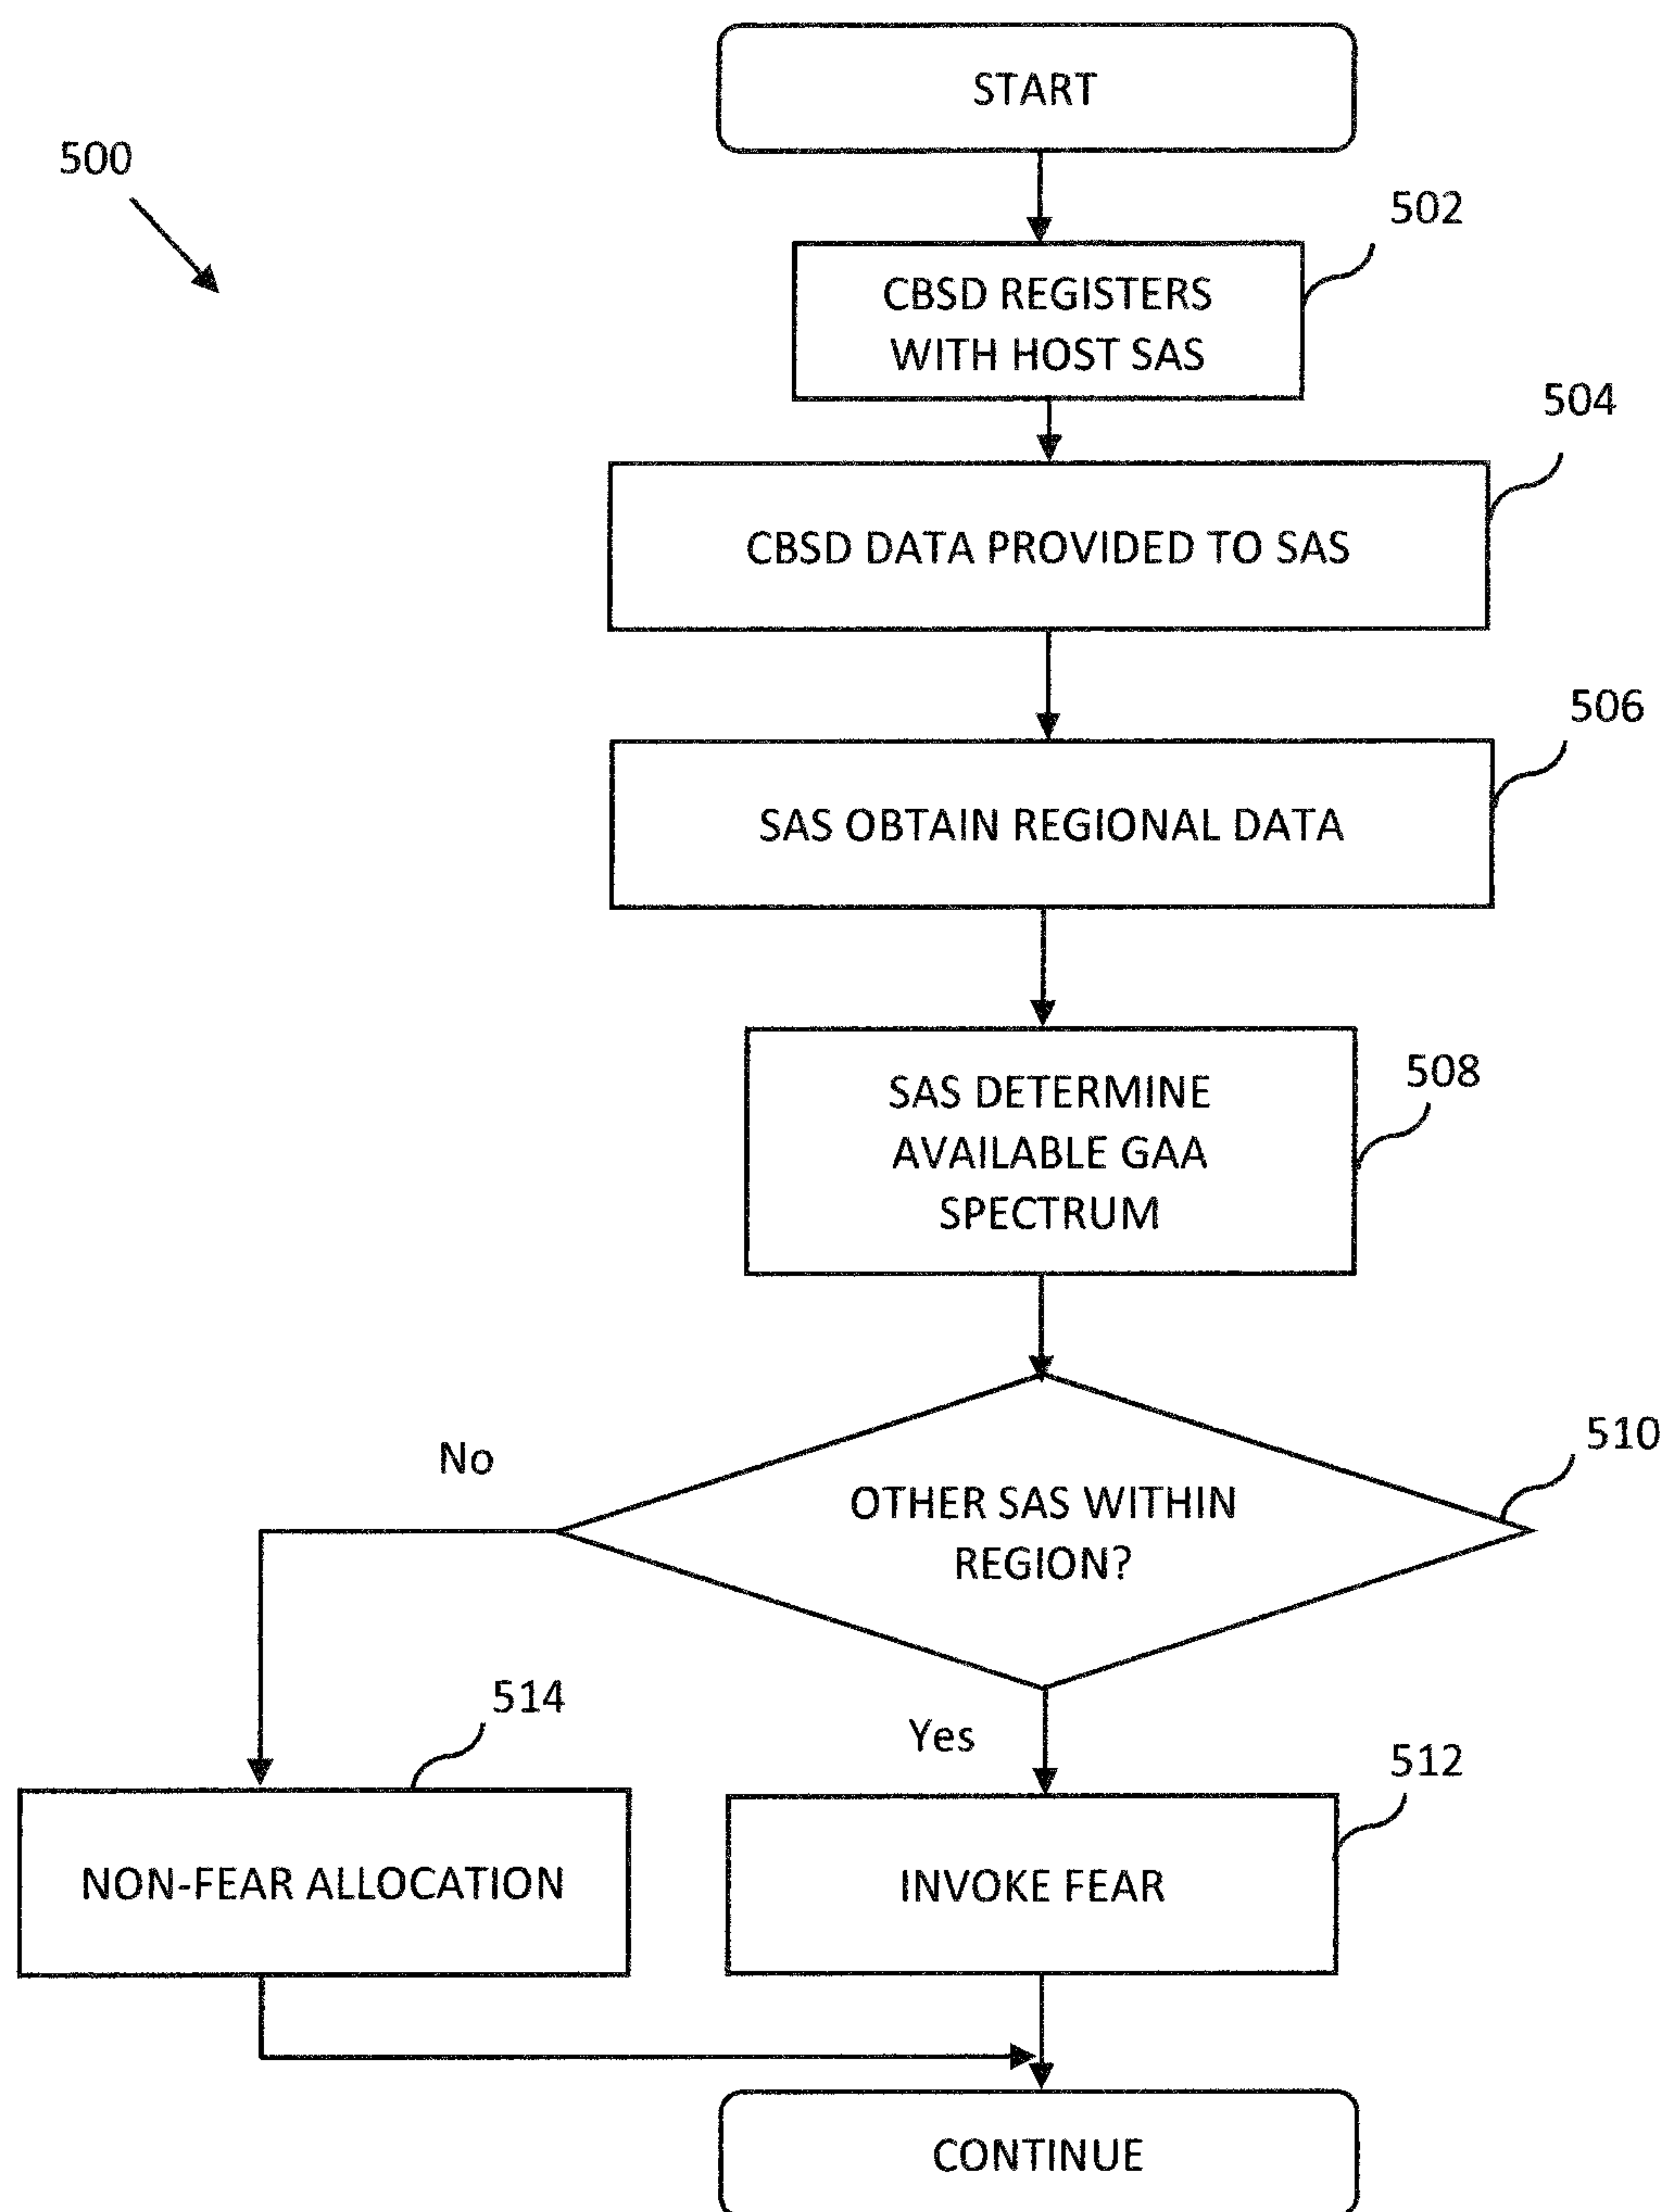 START
500
502
CBSD REGISTERS
WITH HOST SAS
504
CBSD DATA PROVIDED TO SAS
506
SAS OBTAIN REGIONAL DATA
508
SAS DETERMINE
AVAILABLE GAA
SPECTRUM
510
No
OTHER SAS WITHIN
REGION?
514
Yes
512
NON-FEAR ALLOCATION
INVOKE FEAR
CONTINUE